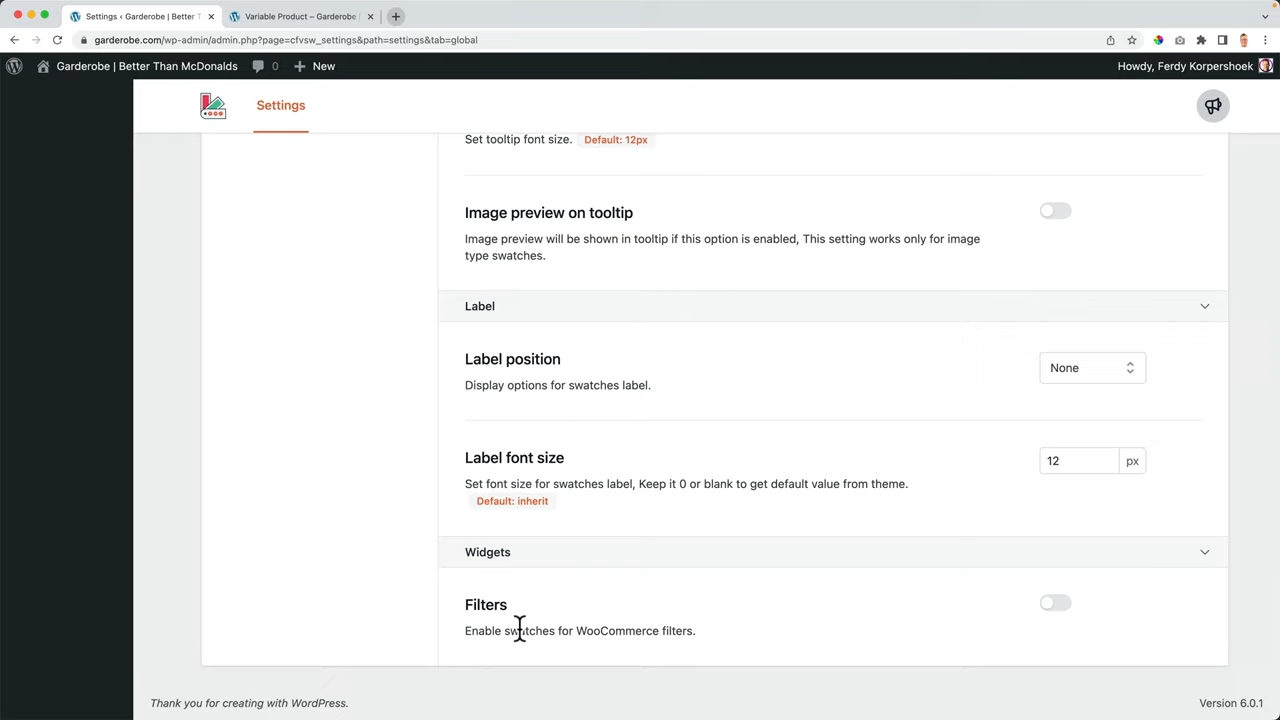 Settings ‹ Garderobe | Better T
Variable Product – Garderobe |
garderobe.com/wp-admin/admin.php?page=cfvsw_settings&path=settings&tab=global
Garderobe | Better Than McDonalds
0
New
Howdy, Ferdy Korpershoek
Settings
Set tooltip font size. Default: 12px
Image preview on tooltip
Image preview will be shown in tooltip if this option is enabled, This setting works only for image
type swatches.
Label
Label position
None
Display options for swatches label.
Label font size
12 px
Set font size for swatches label, Keep it 0 or blank to get default value from theme.
Default: inherit
Widgets
Filters
Enable swatches for WooCommerce filters.
Thank you for creating with WordPress.
Version 6.0.1